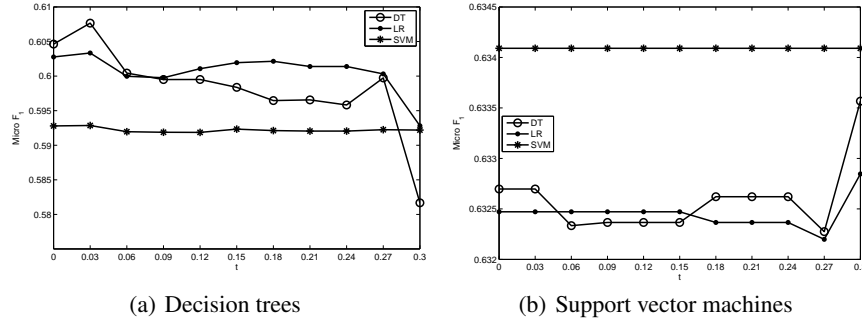 0.61
0.605
0.6
0.595
0.59
0.585
0.58
Micro F1
0 0.03 0.06 0.09 0.12 0.15 0.18 0.21 0.24 0.27 0.3
t
DT
LR
SVM
(a) Decision trees
0.6345
0.634
0.6335
0.633
0.6325
0.632
Micro F1
0 0.03 0.06 0.09 0.12 0.15 0.18 0.21 0.24 0.27 0.3
t
DT
LR
SVM
(b) Support vector machines